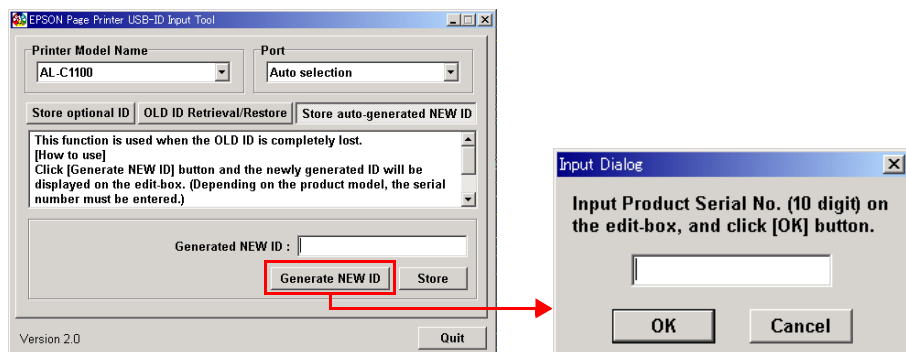 EPSON Page Printer USB-ID Input Tool
Printer Model Name
Port
AL-C1100
Auto selection
Store optional ID
OLD ID Retrieval/Restore
Store auto-generated NEW ID
This function is used when the OLD ID is completely lost.
[How to use]
Click [Generate NEW ID] button and the newly generated ID will be
displayed on the edit-box. (Depending on the product model, the serial
number must be entered.)
Generated NEW ID :
Generate NEW ID
Store
Version 2.0
Quit
Input Dialog
Input Product Serial No. (10 digit) on
the edit-box, and click [OK] button.
OK
Cancel